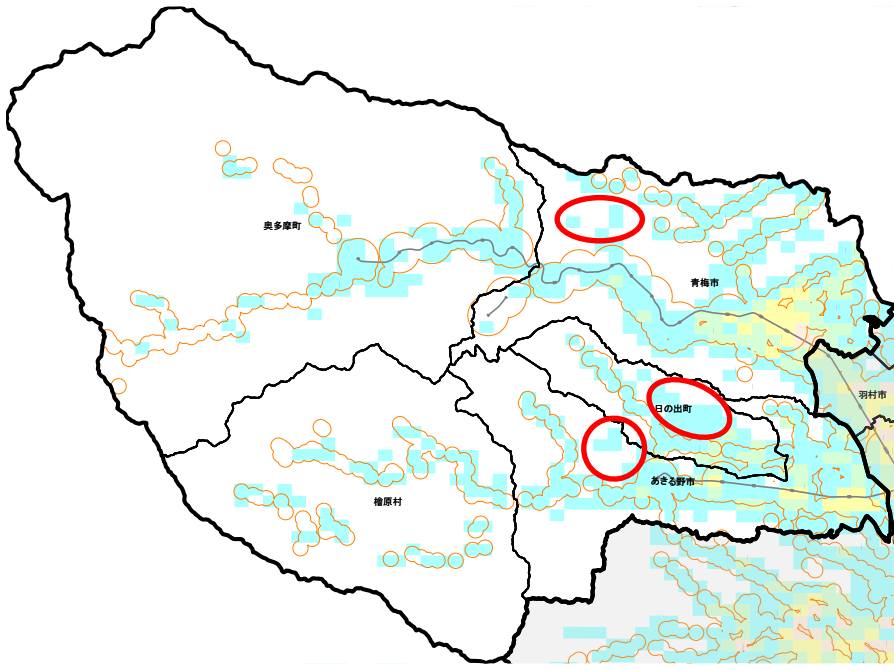 奥多摩町
青梅市
羽村市
日の出町
あきる野市
檜原村